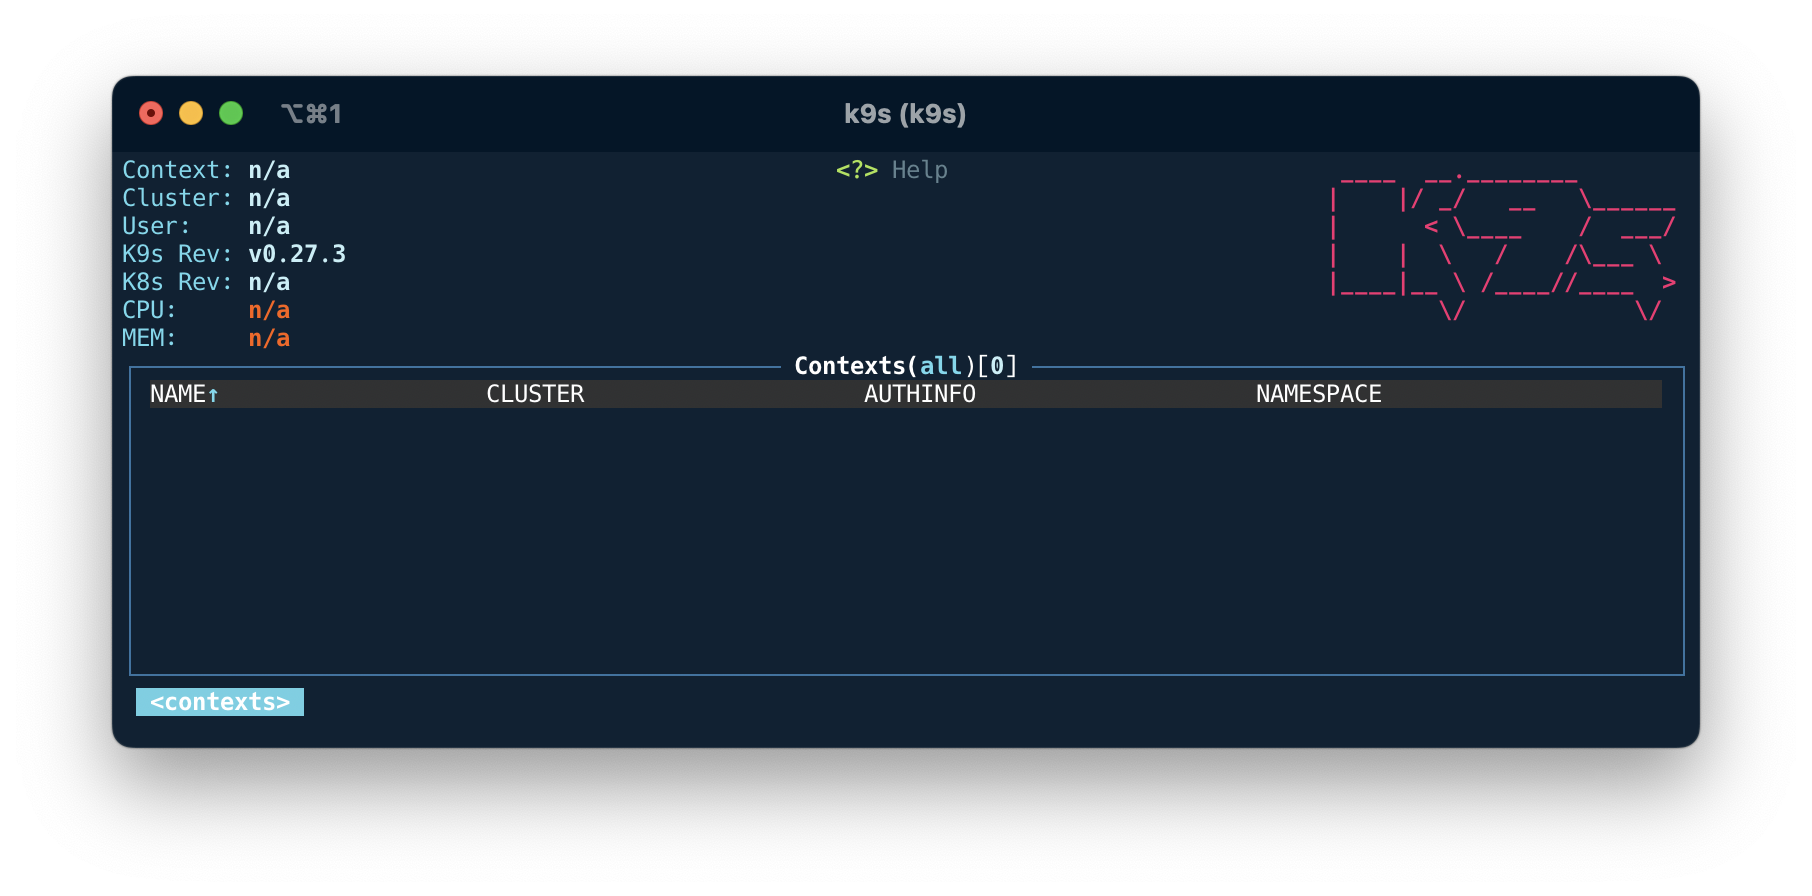 ⌥⌘1 k9s (k9s)
Context: n/a <?> Help
Cluster: n/a
User: n/a
K9s Rev: v0.27.3
K8s Rev: n/a
CPU: n/a
MEM: n/a
K9s
Contexts(all)[0]
NAME↑ CLUSTER AUTHINFO NAMESPACE
<contexts>